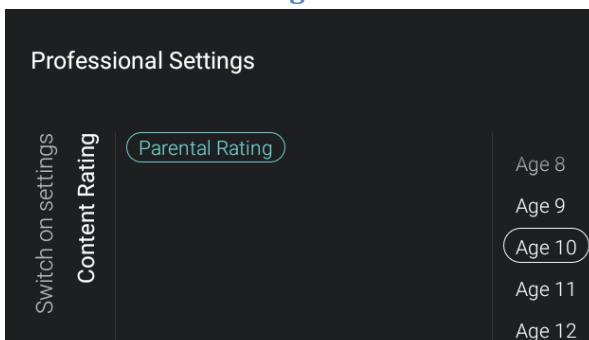 Professional Settings
Switch on settings
Content Rating
Parental Rating
Age 8
Age 9
Age 10
Age 11
Age 12